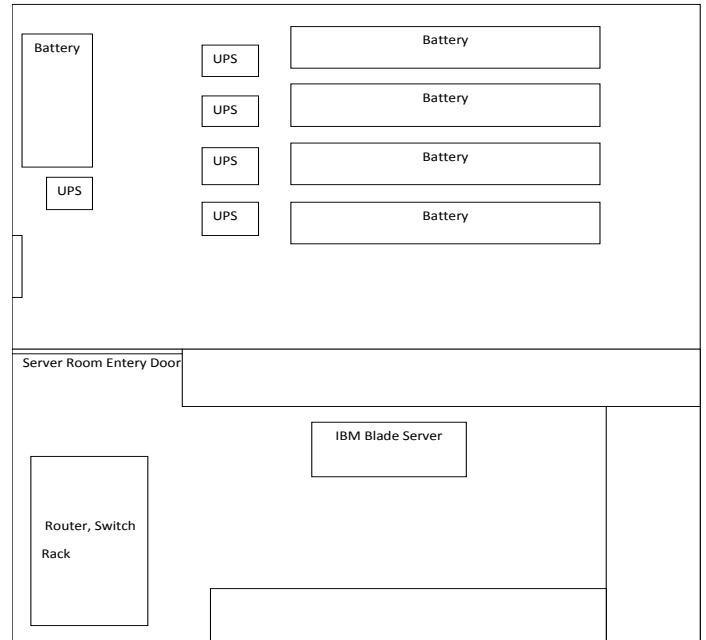 Battery
UPS
Battery
UPS
Battery
UPS
Battery
UPS
UPS
Battery
Server Room Entery Door
IBM Blade Server
Router, Switch
Rack